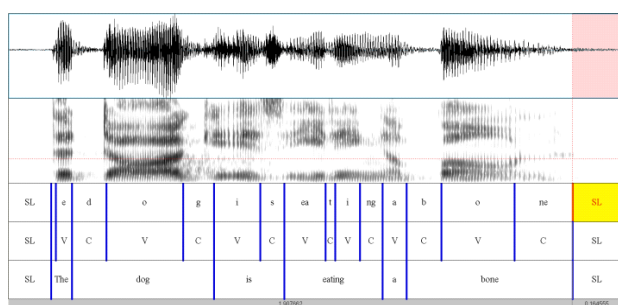 SL e d o g i s ea t i ng a b o ne SL
SL V C V C V C V C V C V C V C SL
SL The dog is eating a bone SL